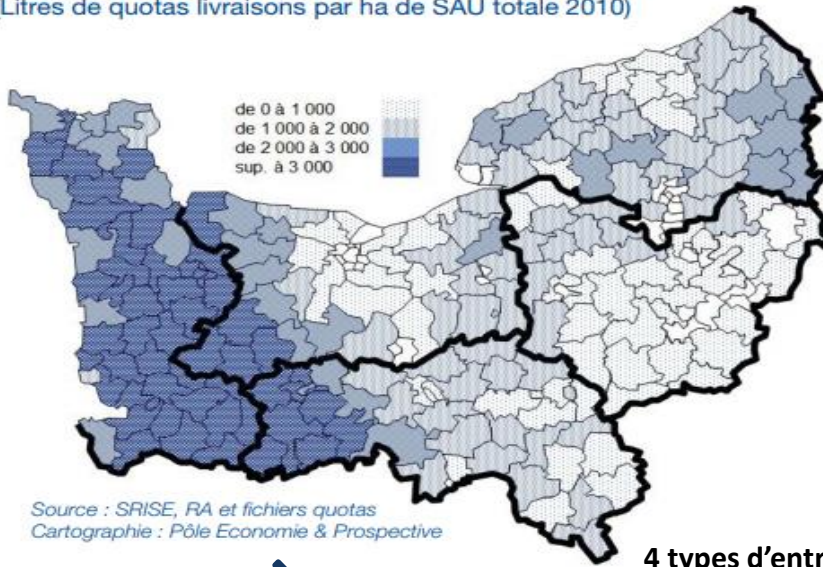 Litres de quotas livraisons par ha de SAU totale 2010)
de 0 à 1 000
de 1 000 à 2 000
de 2 000 à 3 000
sup. à 3 000
Source : SRISE, RA et fichiers quotas
Cartographie : Pôle Economie & Prospective
4 types d'entr